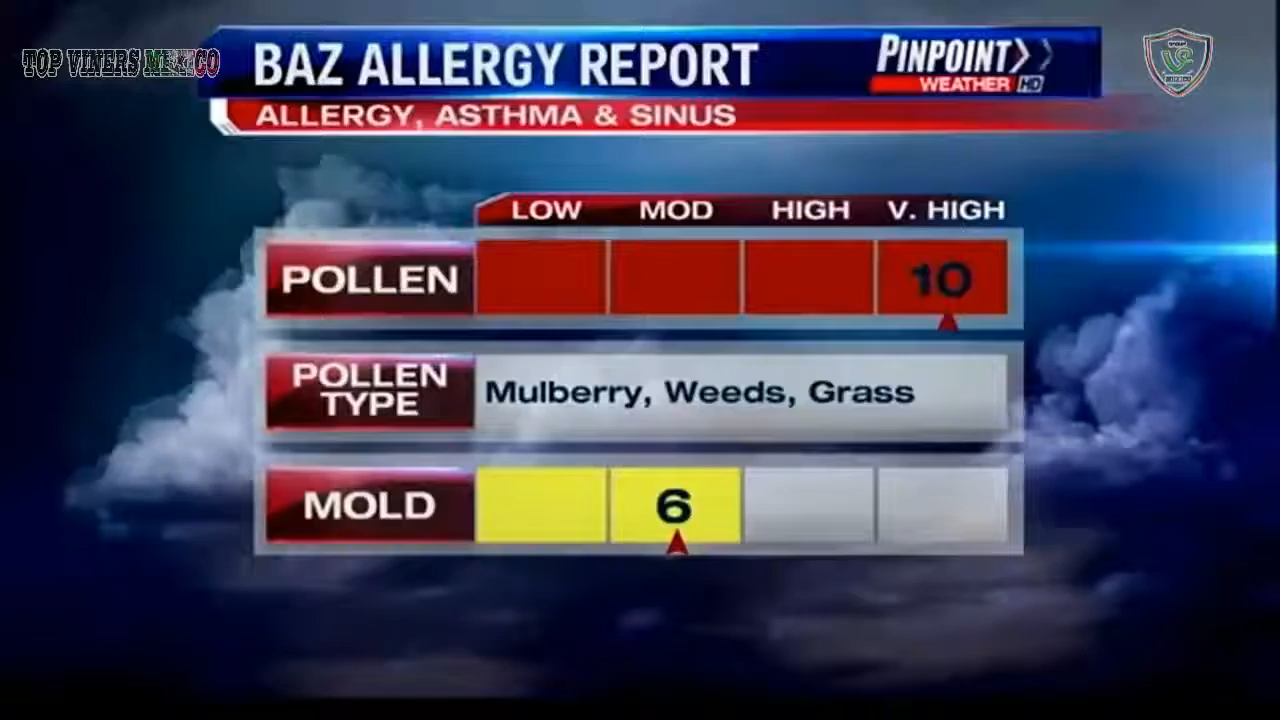 TOP VINERS MEXICO
BAZ ALLERGY REPORT
PINPOINT
WEATHER HD
ALLERGY, ASTHMA & SINUS
LOW MOD HIGH V. HIGH
POLLEN 10
POLLEN
TYPE
Mulberry, Weeds, Grass
MOLD 6